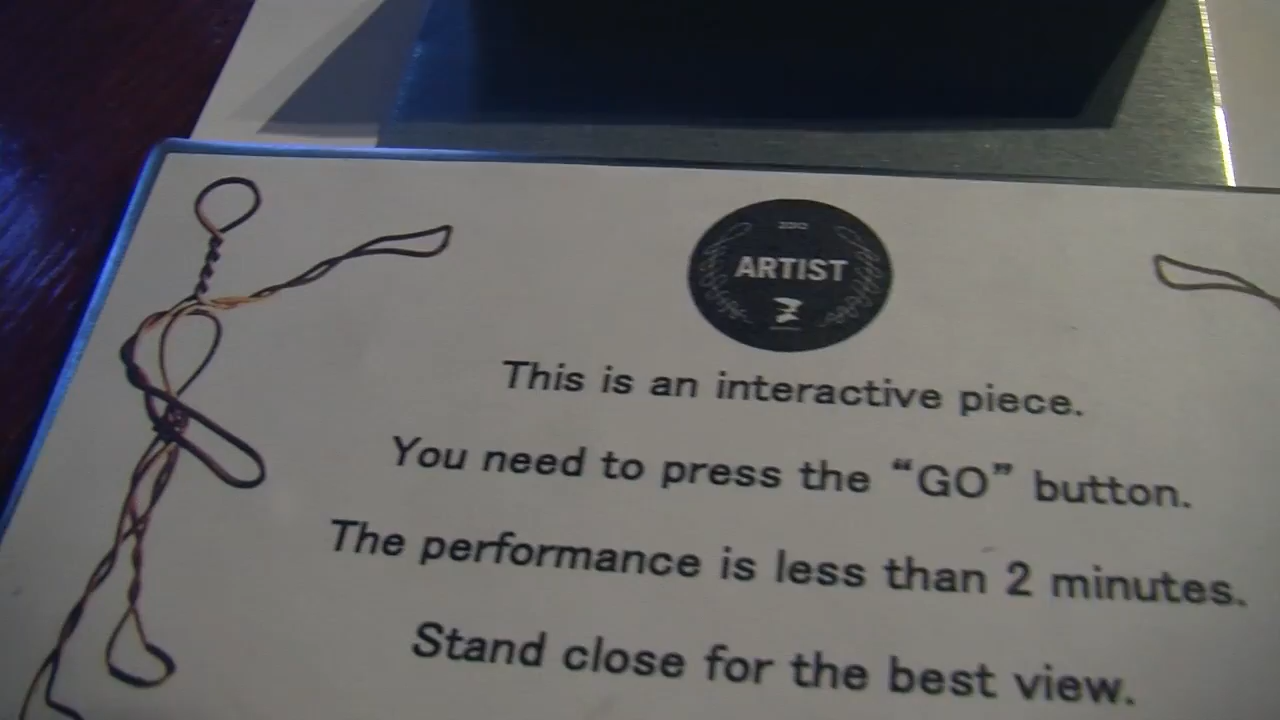 ARTIST
This is an interactive piece.
You need to press the “GO” button.
The performance is less than 2 minutes.
Stand close for the best view.